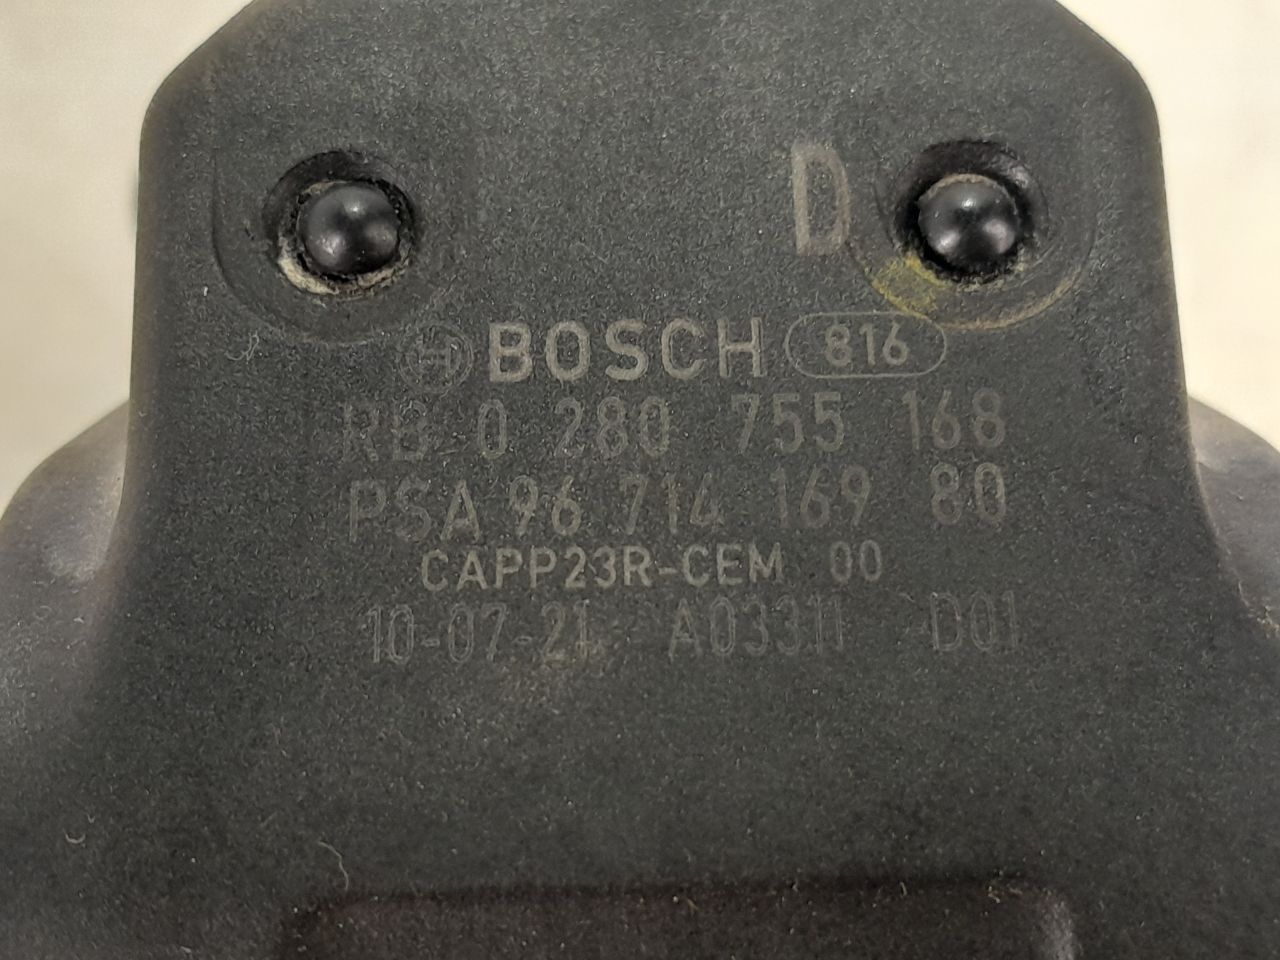 D
BOSCH 816
RB 0 280 755 168
PSA 96 714 169 80
CAPP23R-CEM 00
10-07-21 A03311 D01